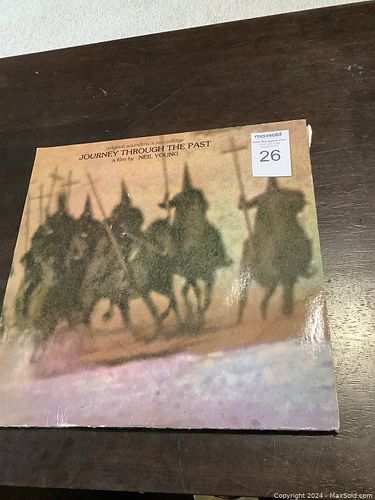 original soundtrack recordings
JOURNEY THROUGH THE PAST
a film by NEIL YOUNG
maxsold
26
Copyright 2024 - MaxSold.com